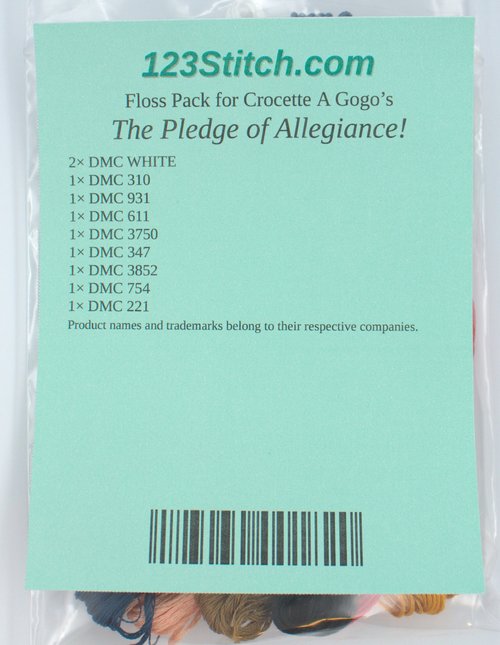 123Stitch.com
Floss Pack for Crocette A Gogo's
The Pledge of Allegiance!
2× DMC WHITE
1× DMC 310
1× DMC 931
1× DMC 611
1× DMC 3750
1× DMC 347
1× DMC 3852
1× DMC 754
1× DMC 221
Product names and trademarks belong to their respective companies.